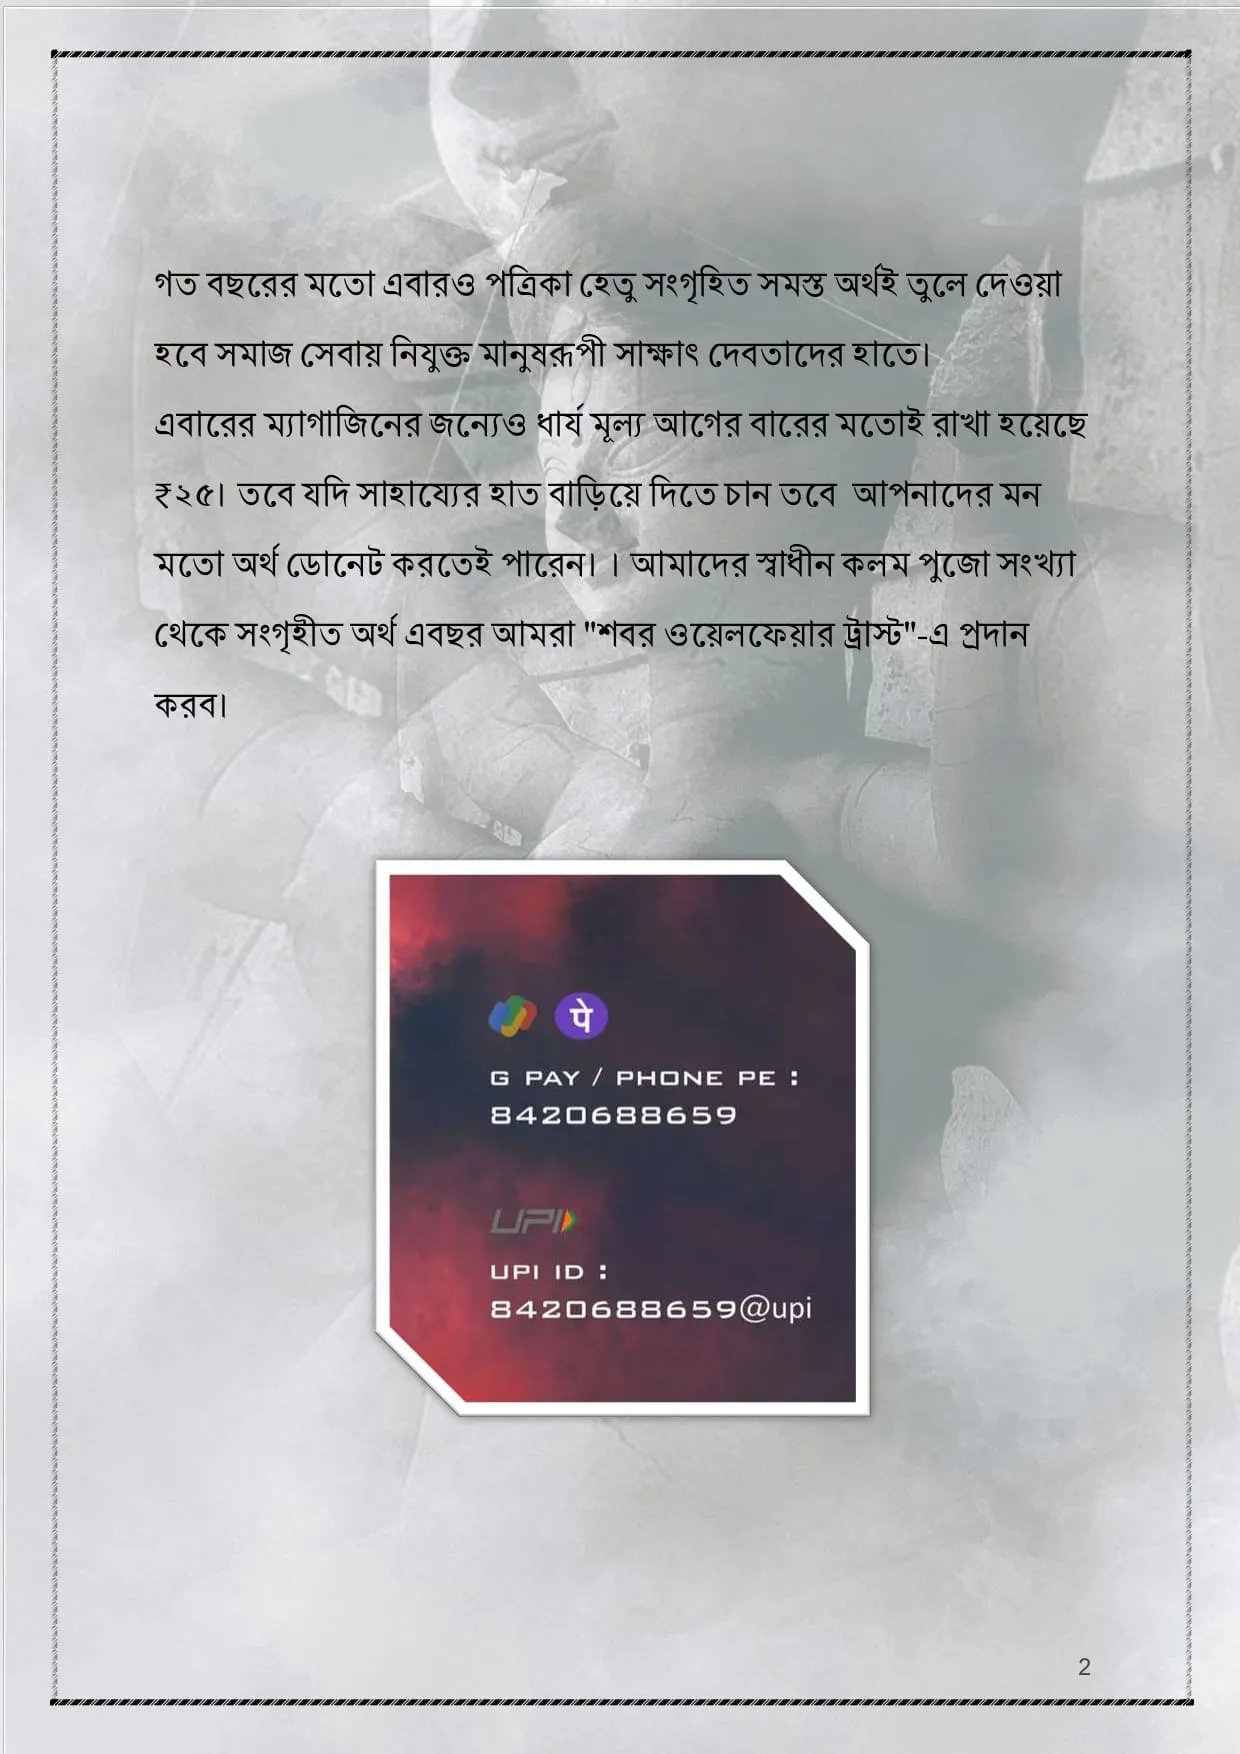 গত বছরের মতো এবারও পত্রিকা হেতু সংগৃহিত সমস্ত অর্থই তুলে দেওয়া
হবে সমাজ সেবায় নিযুক্ত মানুষরূপী সাক্ষাৎ দেবতাদের হাতে।
এবারের ম্যাগাজিনের জন্যেও ধার্য মূল্য আগের বারের মতোই রাখা হয়েছে
₹২৫। তবে যদি সাহায্যের হাত বাড়িয়ে দিতে চান তবে আপনাদের মন
মতো অর্থ ডোনেট করতেই পারেন। । আমাদের স্বাধীন কলম পুজো সংখ্যা
থেকে সংগৃহীত অর্থ এবছর আমরা "শবর ওয়েলফেয়ার ট্রাস্ট"-এ প্রদান
করব।
पे
G PAY / PHONE PE :
8420688659
UPI
UPI ID :
8420688659@upi
2